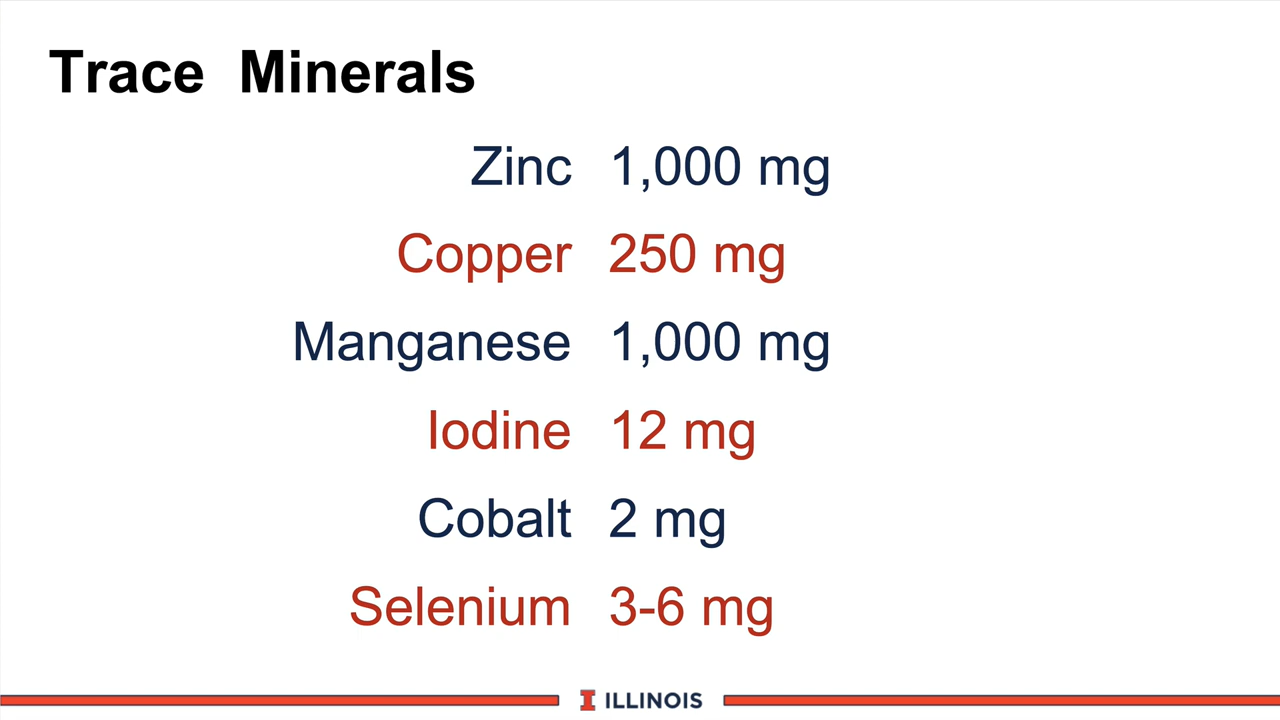 Trace Minerals
Zinc 1,000 mg
Copper 250 mg
Manganese 1,000 mg
Iodine 12 mg
Cobalt 2 mg
Selenium 3-6 mg
I ILLINOIS